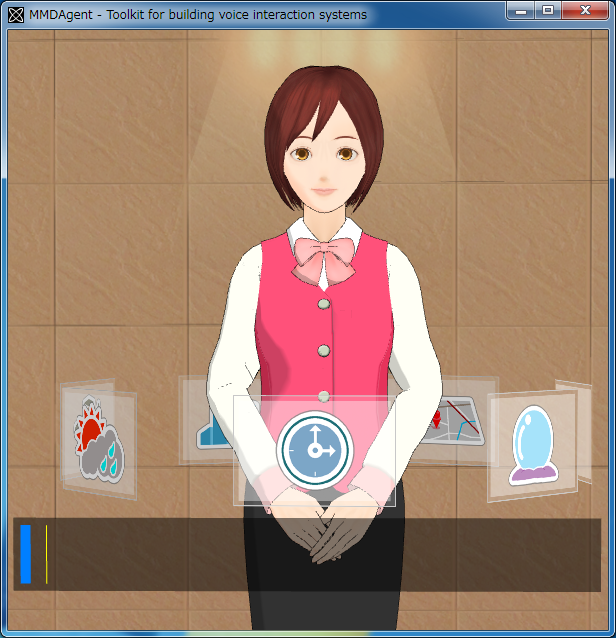 MMDAgent - Toolkit for building voice interaction systems